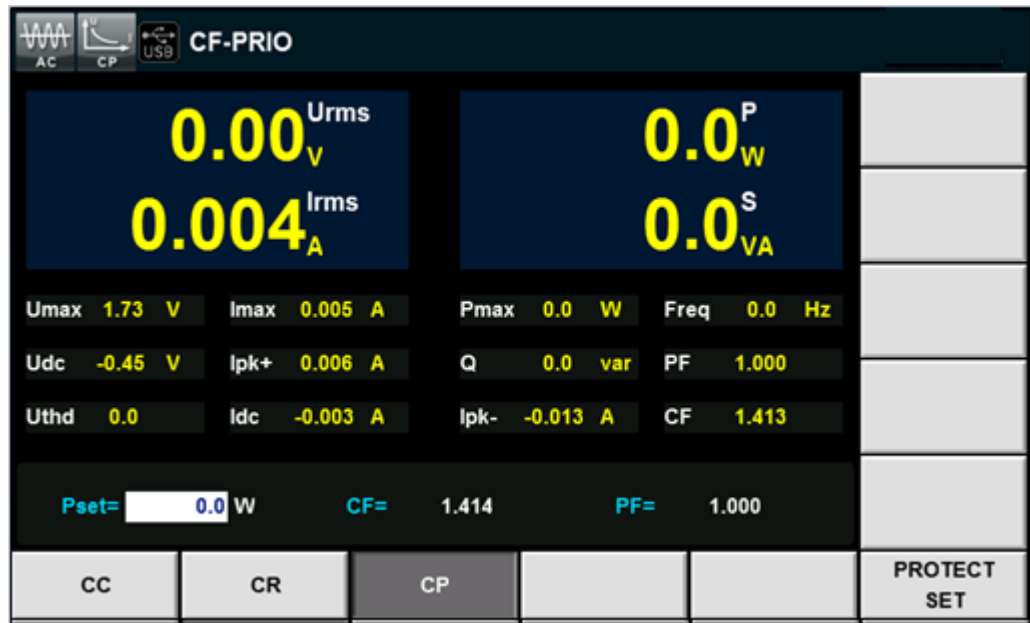 AC CP USB CF-PRIO
U I
0.00 Urms V 0.0 P W
0.004 Irms A 0.0 S VA
Umax 1.73 V Imax 0.005 A Pmax 0.0 W Freq 0.0 Hz
Udc -0.45 V Ipk+ 0.006 A Q 0.0 var PF 1.000
Uthd 0.0 Idc -0.003 A Ipk- -0.013 A CF 1.413
Pset= 0.0 W CF= 1.414 PF= 1.000
CC CR CP PROTECT
SET